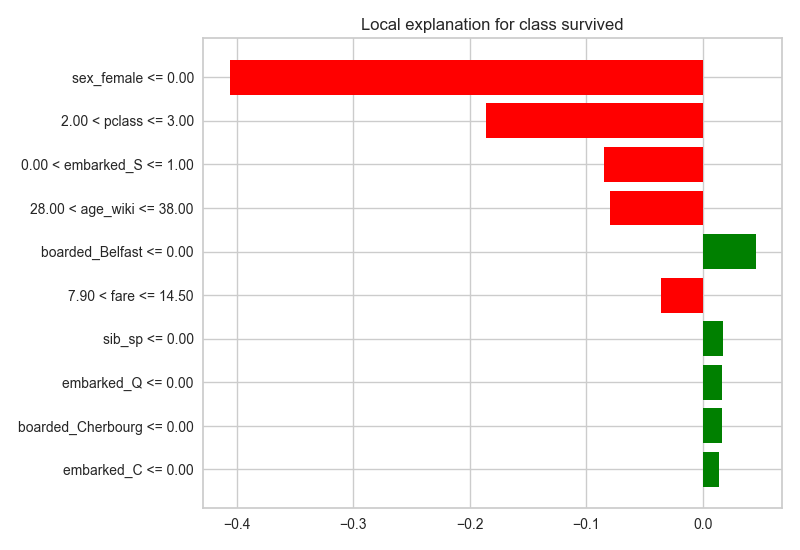 Local explanation for class survived
sex_female <= 0.00
2.00 < pclass <= 3.00
0.00 < embarked_S <= 1.00
28.00 < age_wiki <= 38.00
boarded_Belfast <= 0.00
7.90 < fare <= 14.50
sib_sp <= 0.00
embarked_Q <= 0.00
boarded_Cherbourg <= 0.00
embarked_C <= 0.00
−0.4 −0.3 −0.2 −0.1 0.0